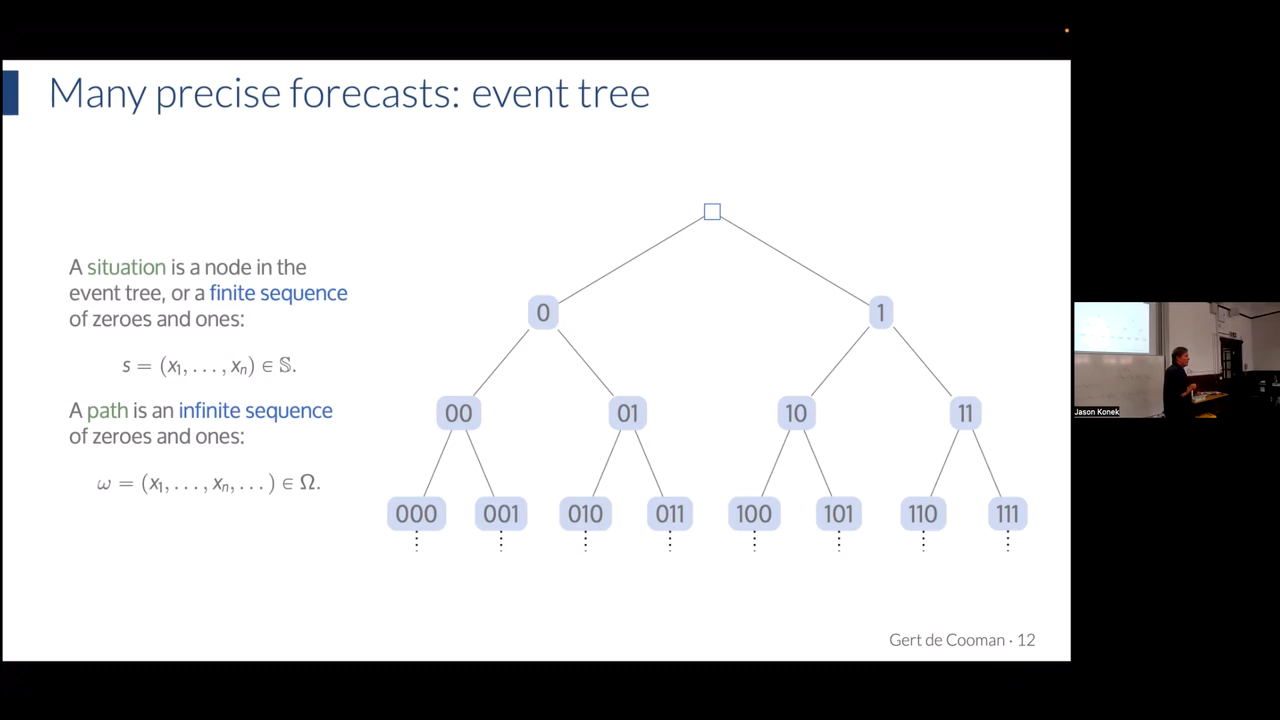 Many precise forecasts: event tree
A situation is a node in the
event tree, or a finite sequence
of zeroes and ones:
s = (x₁, . . . , xₙ) ∈ 𝕊.
A path is an infinite sequence
of zeroes and ones:
ω = (x₁, . . . , xₙ, . . . ) ∈ Ω.
0 1
00 01 10 11
000 001 010 011 100 101 110 111
Gert de Cooman · 12
Jason Konek